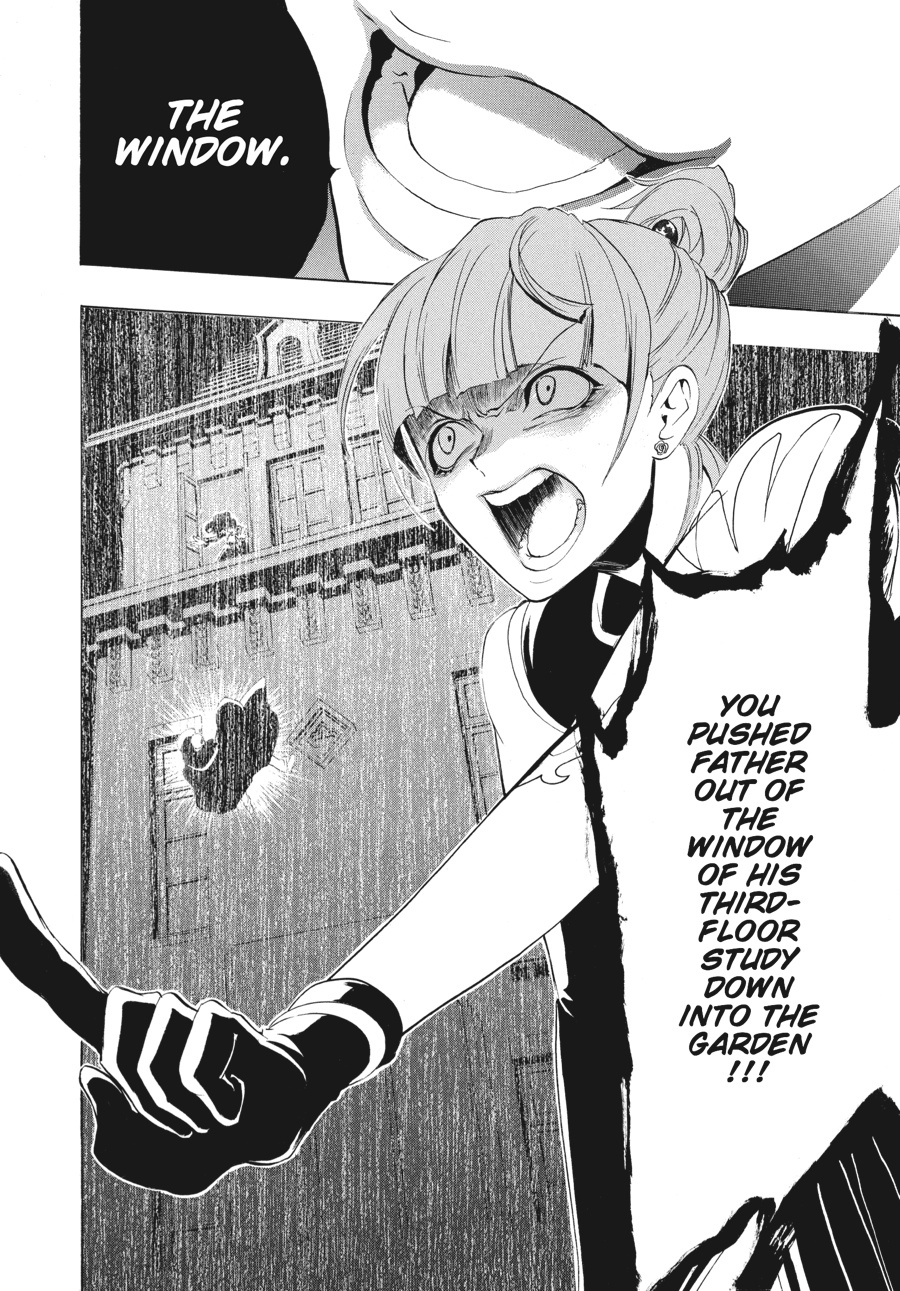 THE
WINDOW.
YOU
PUSHED
FATHER
OUT OF
THE
WINDOW
OF HIS
THIRD-
FLOOR
STUDY
DOWN
INTO THE
GARDEN
!!!